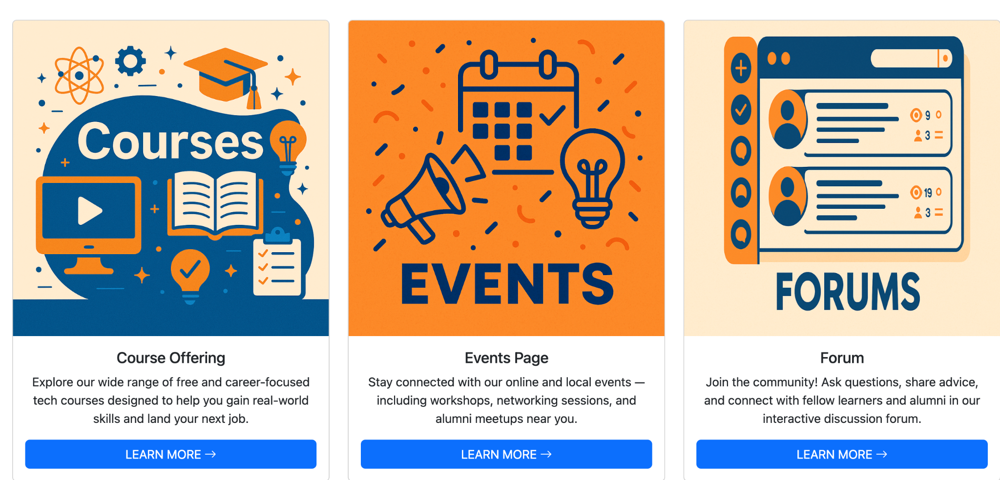 Courses
Course Offering
Explore our wide range of free and career-focused
tech courses designed to help you gain real-world
skills and land your next job.
LEARN MORE →
EVENTS
Events Page
Stay connected with our online and local events —
including workshops, networking sessions, and
alumni meetups near you.
LEARN MORE →
9
3
19
3
FORUMS
Forum
Join the community! Ask questions, share advice,
and connect with fellow learners and alumni in our
interactive discussion forum.
LEARN MORE →